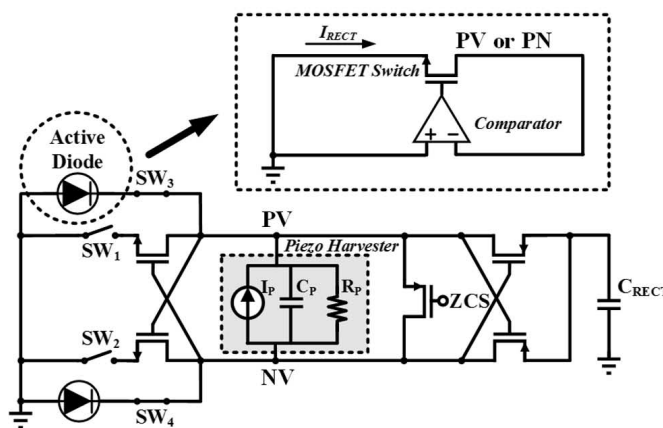 I_RECT
PV or PN
MOSFET Switch
Comparator
+ −
Active
Diode
SW₃
SW₁
PV
Piezo Harvester
I_P
C_P
R_P
ZCS
C_RECT
SW₂
NV
SW₄